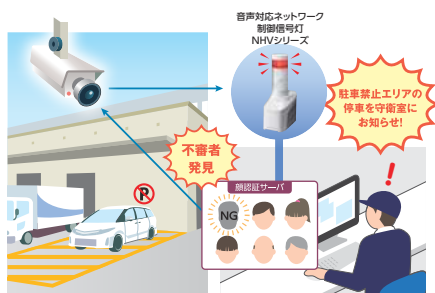 音声対応ネットワーク
制御信号灯
NHVシリーズ
駐車禁止エリアの
停車を守衛室に
お知らせ!
不審者
発見
P
顔認証サーバ
NG
!